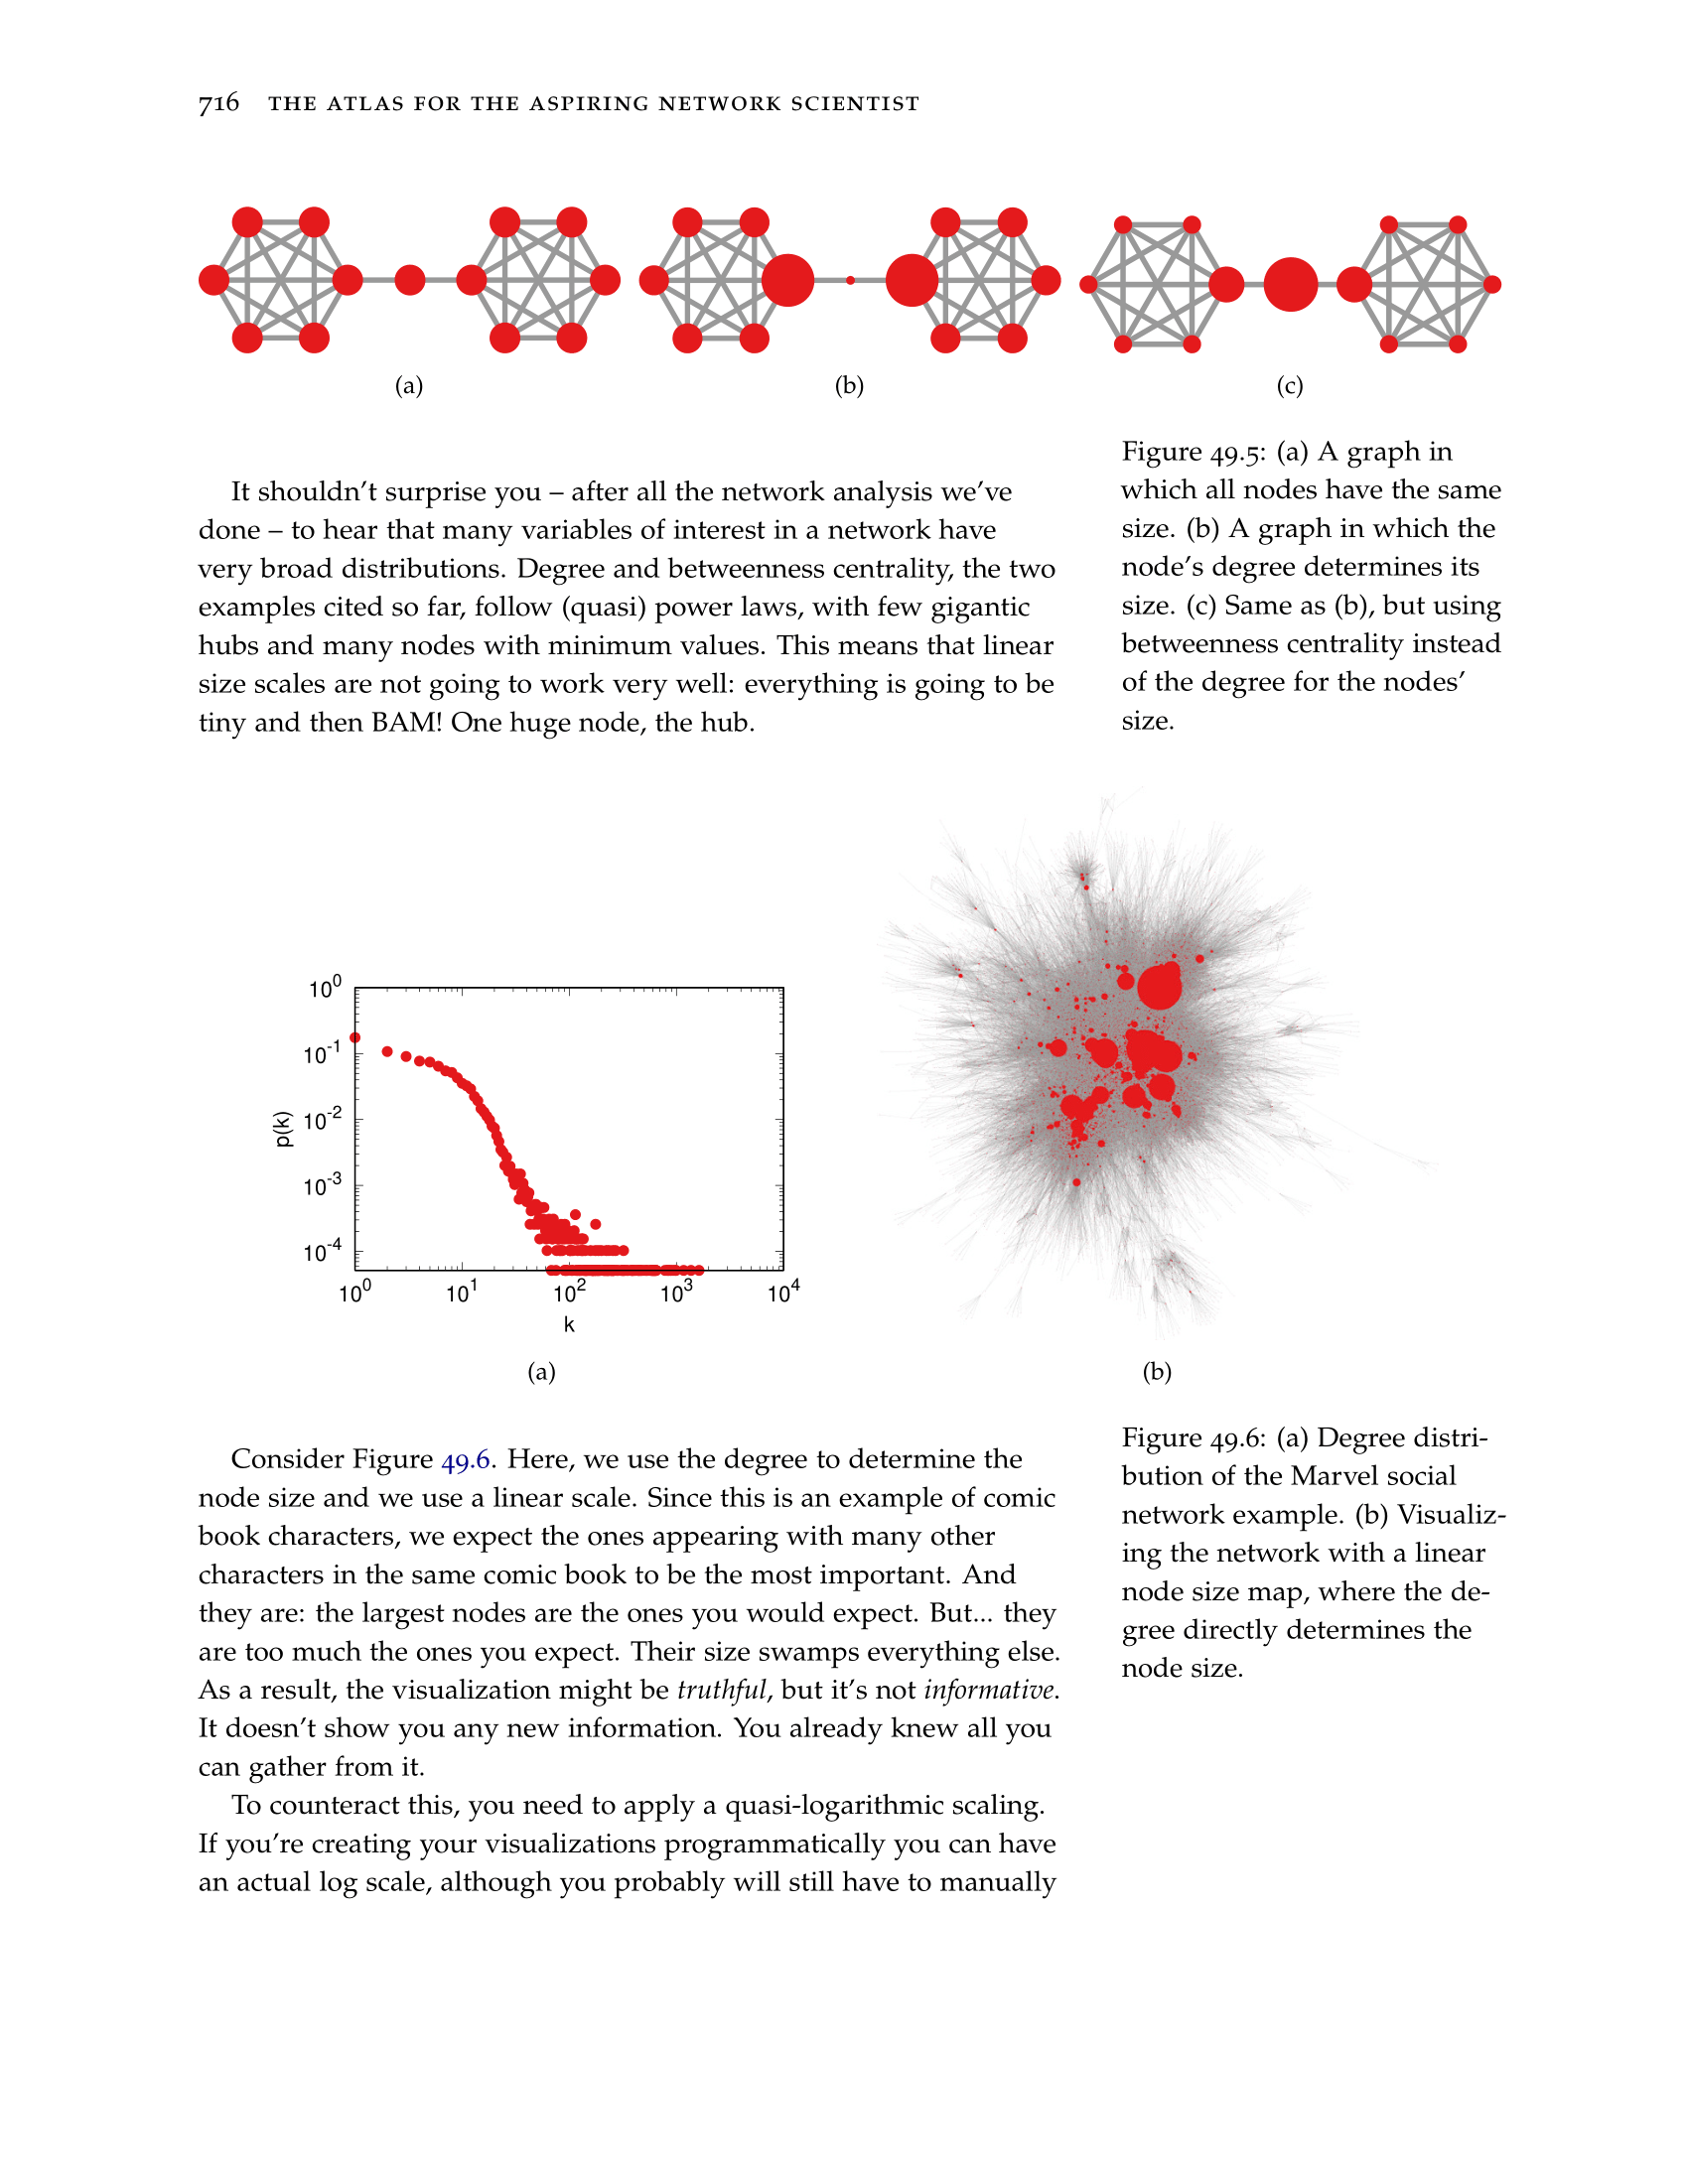 716 THE ATLAS FOR THE ASPIRING NETWORK SCIENTIST
(a)
(b)
(c)
Figure 49.5: (a) A graph in
which all nodes have the same
size. (b) A graph in which the
node's degree determines its
size. (c) Same as (b), but using
betweenness centrality instead
of the degree for the nodes'
size.
It shouldn't surprise you – after all the network analysis we've
done – to hear that many variables of interest in a network have
very broad distributions. Degree and betweenness centrality, the two
examples cited so far, follow (quasi) power laws, with few gigantic
hubs and many nodes with minimum values. This means that linear
size scales are not going to work very well: everything is going to be
tiny and then BAM! One huge node, the hub.
10^0
10^-1
10^-2
10^-3
10^-4
p(k)
10^0 10^1 10^2 10^3 10^4
k
(a)
(b)
Figure 49.6: (a) Degree distri-
bution of the Marvel social
network example. (b) Visualiz-
ing the network with a linear
node size map, where the de-
gree directly determines the
node size.
Consider Figure 49.6. Here, we use the degree to determine the
node size and we use a linear scale. Since this is an example of comic
book characters, we expect the ones appearing with many other
characters in the same comic book to be the most important. And
they are: the largest nodes are the ones you would expect. But... they
are too much the ones you expect. Their size swamps everything else.
As a result, the visualization might be truthful, but it's not informative.
It doesn't show you any new information. You already knew all you
can gather from it.
To counteract this, you need to apply a quasi-logarithmic scaling.
If you're creating your visualizations programmatically you can have
an actual log scale, although you probably will still have to manually